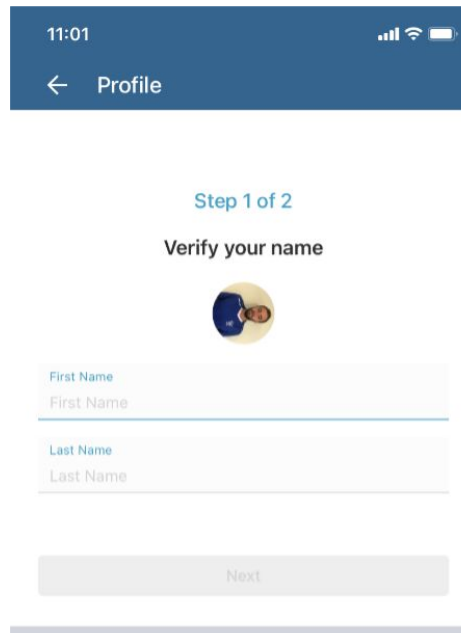 11:01
Profile
Step 1 of 2
Verify your name
First Name
First Name
Last Name
Last Name
Next